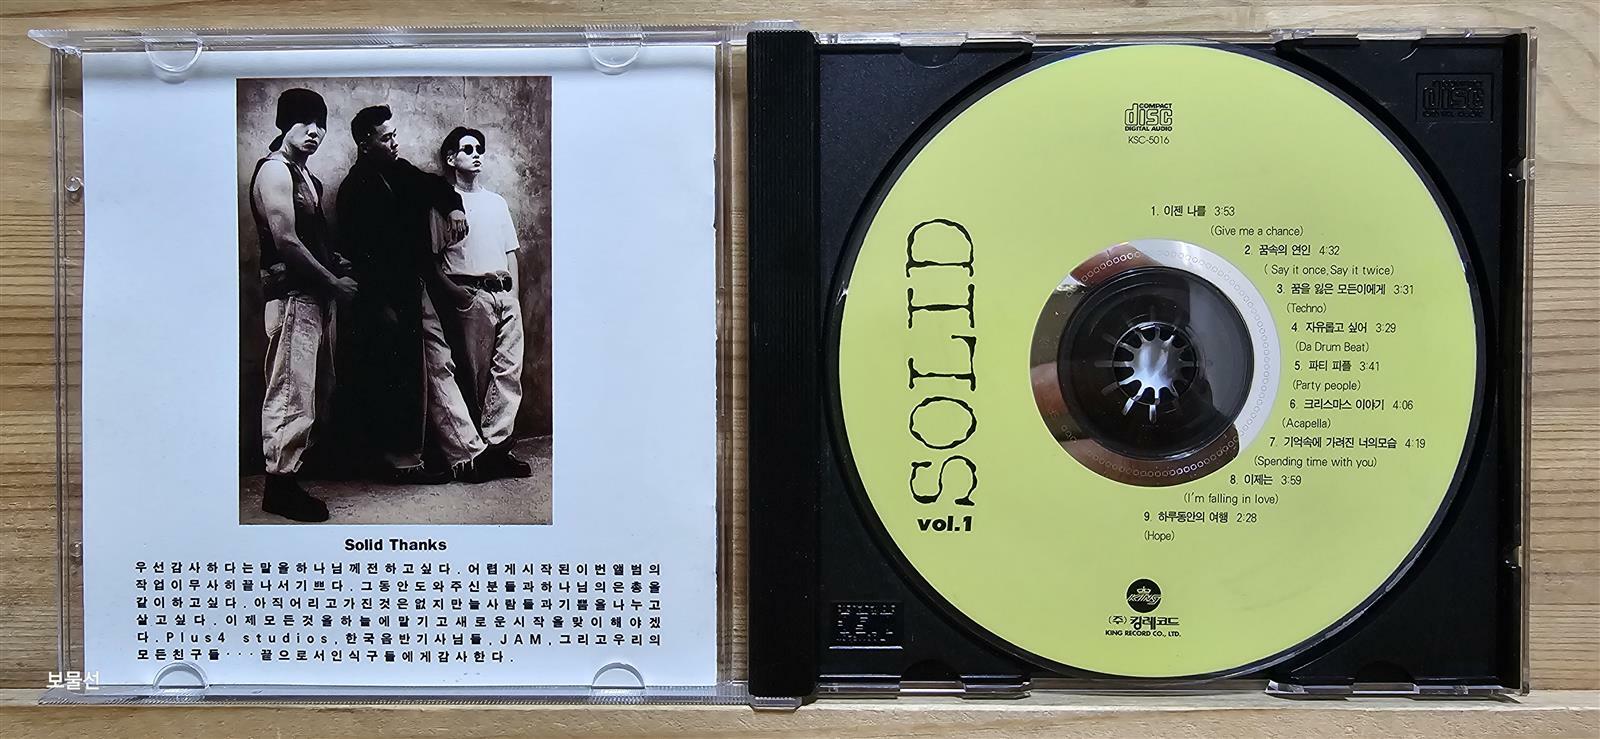 Solid Thanks
우선감사하다는말을하나님께전하고싶다.어렵게시작된이번앨범의
작업이무사히끝나서기쁘다.그동안도와주신분들과하나님의은총을
같이하고싶다.아직어리고가진것은없지만늘사람들과기쁨을나누고
살고싶다.이제모든것을하늘에맡기고새로운시작을맞이해야겠
다.Plus4 studios,한국음반기사님들,JAM,그리고우리의
모든친구들···끝으로서인식구들에게감사한다.
보물선
COMPACT
disc
DIGITAL AUDIO
KSC-5016
SOLID
vol.1
1. 이젠 나를 3:53
(Give me a chance)
2. 꿈속의 연인 4:32
( Say it once,Say it twice)
3. 꿈을 잃은 모든이에게 3:31
(Techno)
4. 자유롭고 싶어 3:29
(Da Drum Beat)
5. 파티 피플 3:41
(Party people)
6. 크리스마스 이야기 4:06
(Acapella)
7. 기억속에 가려진 너의모습 4:19
(Spending time with you)
8. 이제는 3:59
(I'm falling in love)
9. 하루동안의 여행 2:28
(Hope)
(주) 킹레코드
KING RECORD CO., LTD.
disc